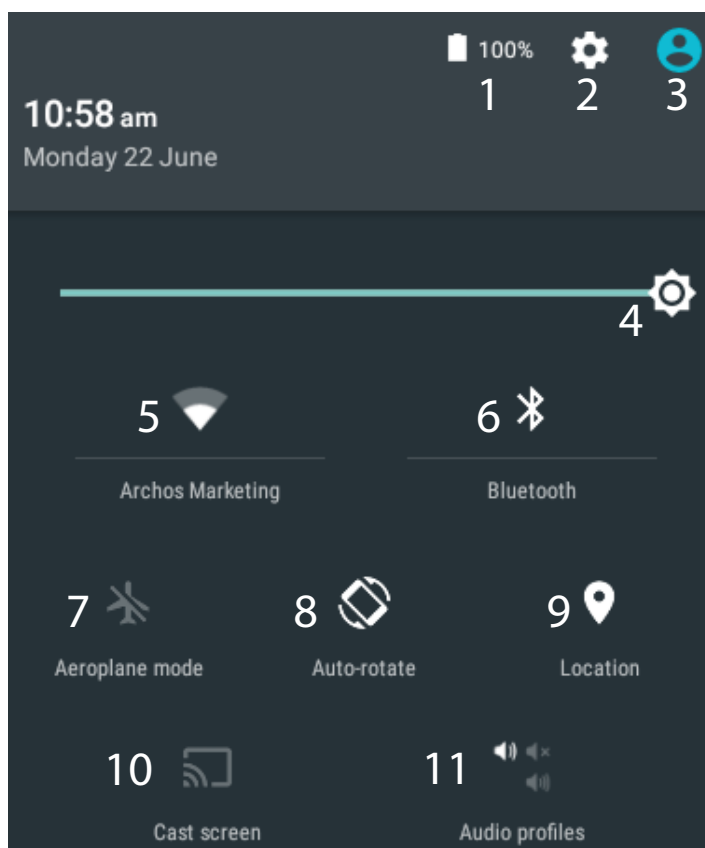 100%
1 2 3
10:58 am
Monday 22 June
4
5 6
Archos Marketing Bluetooth
7 8 9
Aeroplane mode Auto-rotate Location
10 11
Cast screen Audio profiles